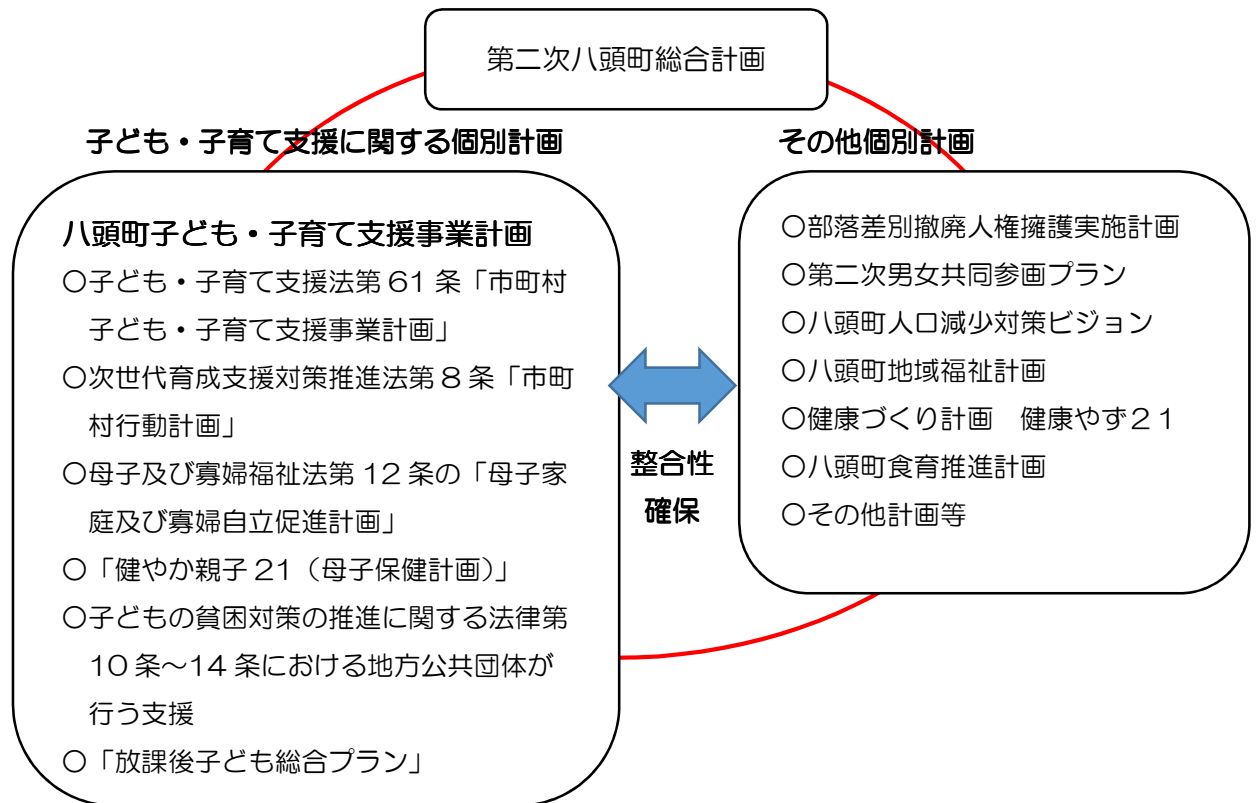 第二次八頭町総合計画
子ども・子育て支援に関する個別計画
八頭町子ども・子育て支援事業計画
〇子ども・子育て支援法第 61 条「市町村
子ども・子育て支援事業計画」
〇次世代育成支援対策推進法第 8 条「市町
村行動計画」
〇母子及び寡婦福祉法第 12 条の「母子家
庭及び寡婦自立促進計画」
〇「健やか親子 21（母子保健計画）」
〇子どもの貧困対策の推進に関する法律第
10 条～14 条における地方公共団体が
行う支援
〇「放課後子ども総合プラン」
整合性
確保
その他個別計画
〇部落差別撤廃人権擁護実施計画
〇第二次男女共同参画プラン
〇八頭町人口減少対策ビジョン
〇八頭町地域福祉計画
〇健康づくり計画　健康やず２１
〇八頭町食育推進計画
〇その他計画等